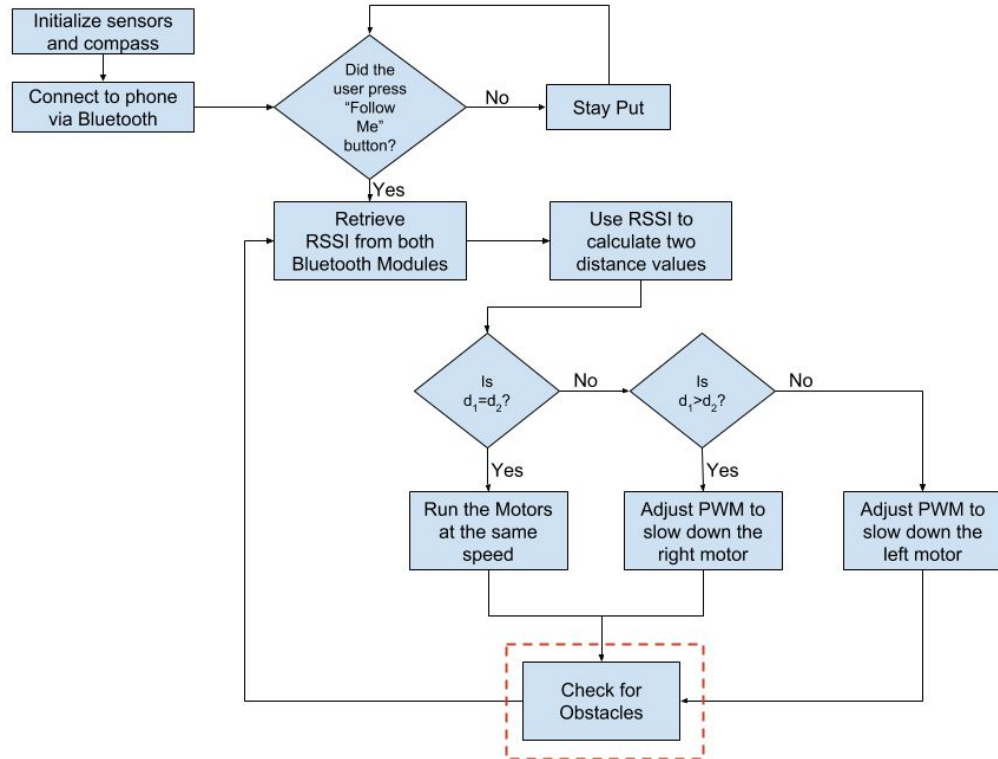 Initialize sensors
and compass
Connect to phone
via Bluetooth
Did the
user press
“Follow
Me”
button?
No
Stay Put
Yes
Retrieve
RSSI from both
Bluetooth Modules
Use RSSI to
calculate two
distance values
Is
d₁=d₂?
No
Is
d₁>d₂?
No
Yes
Yes
Run the Motors
at the same
speed
Adjust PWM to
slow down the
right motor
Adjust PWM to
slow down the
left motor
Check for
Obstacles